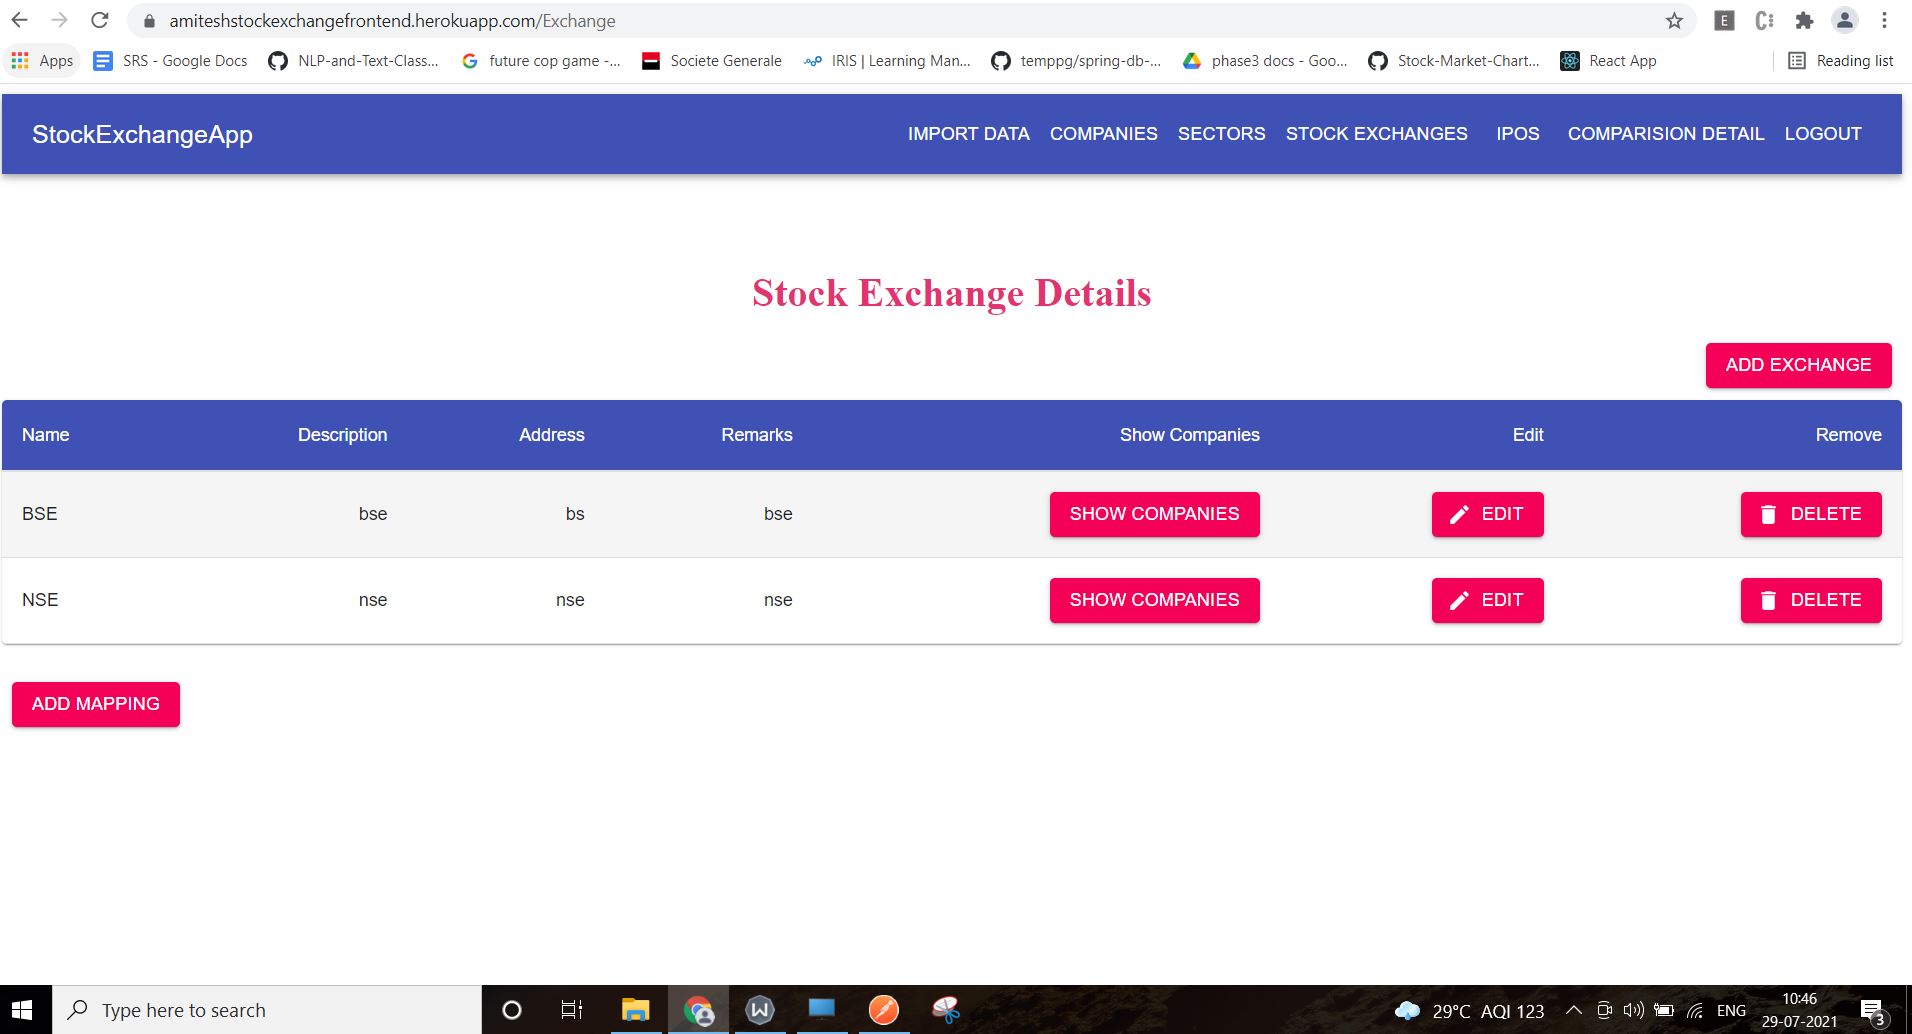 amiteshstockexchangefrontend.herokuapp.com/Exchange
Apps SRS - Google Docs NLP-and-Text-Class... future cop game -... Societe Generale IRIS | Learning Man... temppg/spring-db-... phase3 docs - Goo... Stock-Market-Chart... React App Reading list
StockExchangeApp IMPORT DATA COMPANIES SECTORS STOCK EXCHANGES IPOS COMPARISION DETAIL LOGOUT
Stock Exchange Details
ADD EXCHANGE
Name Description Address Remarks Show Companies Edit Remove
BSE bse bs bse SHOW COMPANIES EDIT DELETE
NSE nse nse nse SHOW COMPANIES EDIT DELETE
ADD MAPPING
Type here to search 29°C AQI 123 ENG 10:46
29-07-2021 3